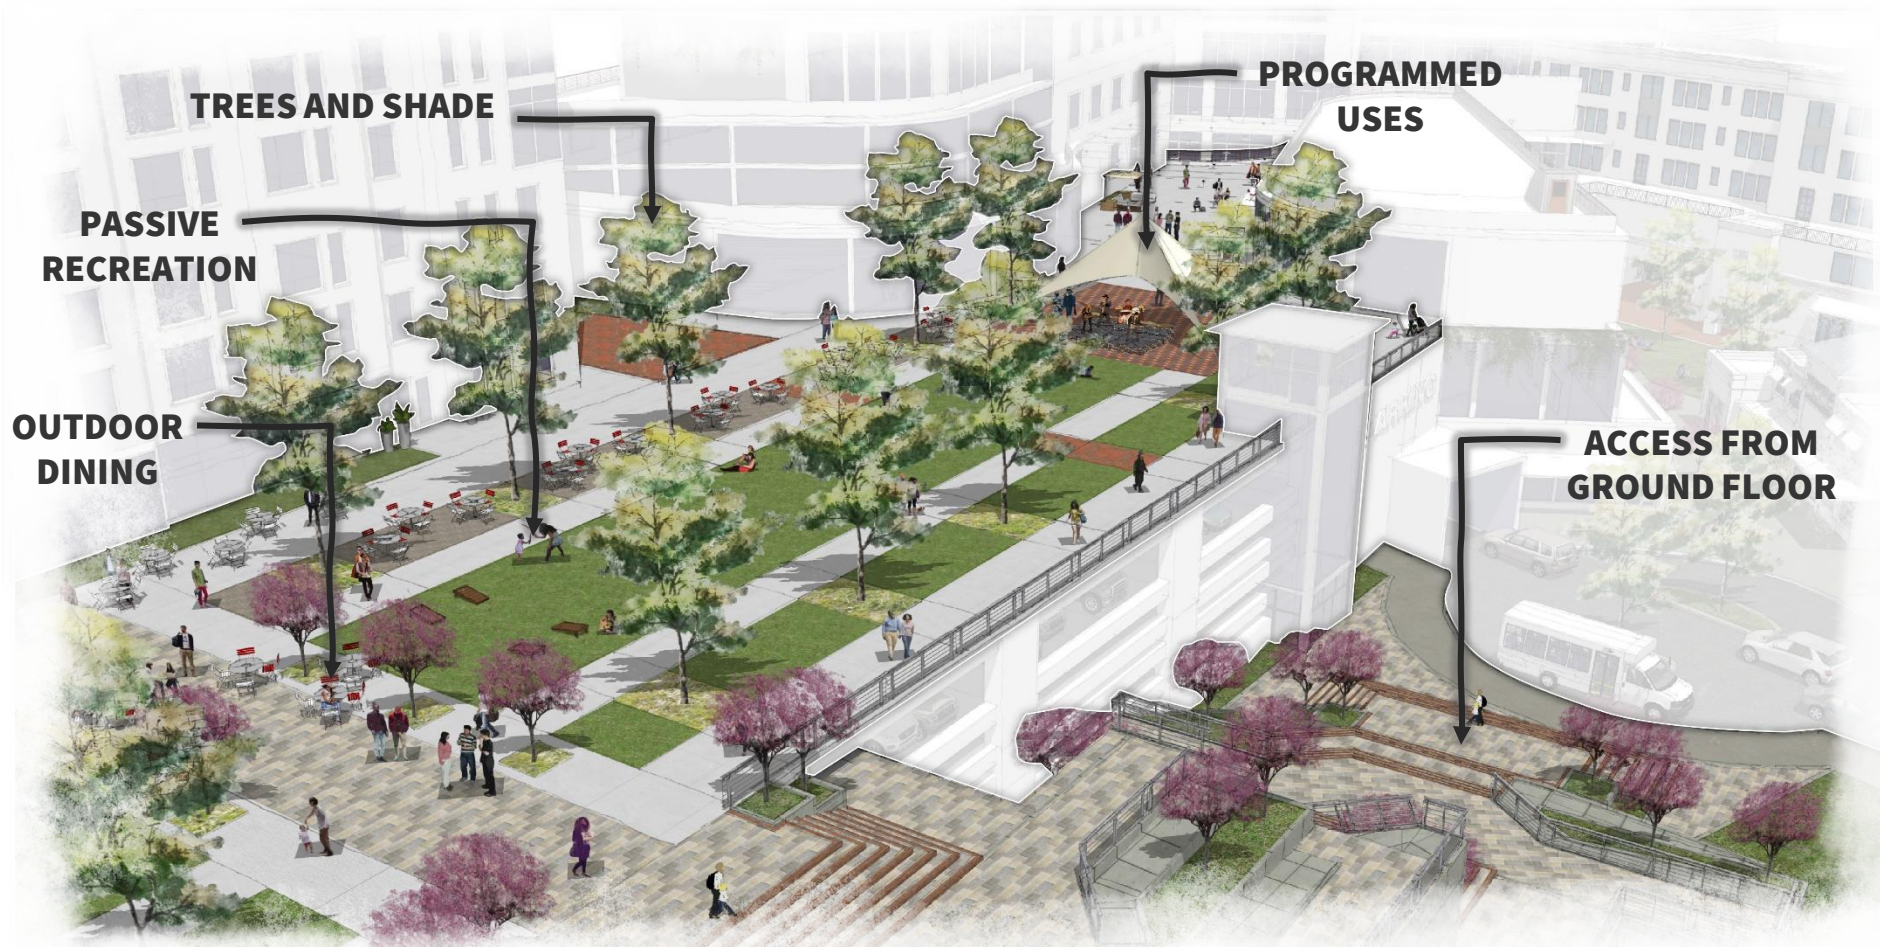 TREES AND SHADE
PROGRAMMED
USES
PASSIVE
RECREATION
OUTDOOR
DINING
ACCESS FROM
GROUND FLOOR